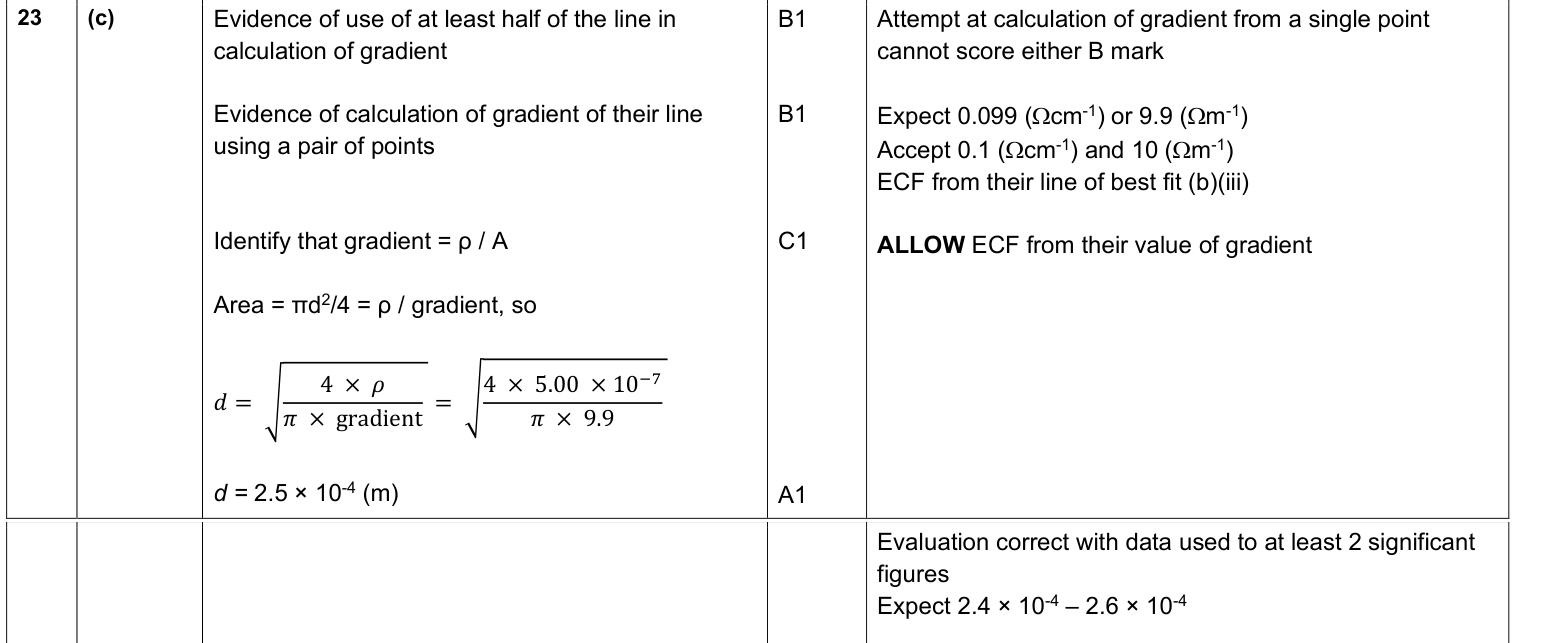 23 (c) Evidence of use of at least half of the line in B1 Attempt at calculation of gradient from a single point
calculation of gradient cannot score either B mark
Evidence of calculation of gradient of their line B1 Expect 0.099 (Ωcm⁻¹) or 9.9 (Ωm⁻¹)
using a pair of points Accept 0.1 (Ωcm⁻¹) and 10 (Ωm⁻¹)
ECF from their line of best fit (b)(iii)
Identify that gradient = ρ / A C1 ALLOW ECF from their value of gradient
Area = πd²/4 = ρ / gradient, so
d = √((4 × ρ)/(π × gradient)) = √((4 × 5.00 × 10⁻⁷)/(π × 9.9))
d = 2.5 × 10⁻⁴ (m) A1
Evaluation correct with data used to at least 2 significant
figures
Expect 2.4 × 10⁻⁴ – 2.6 × 10⁻⁴